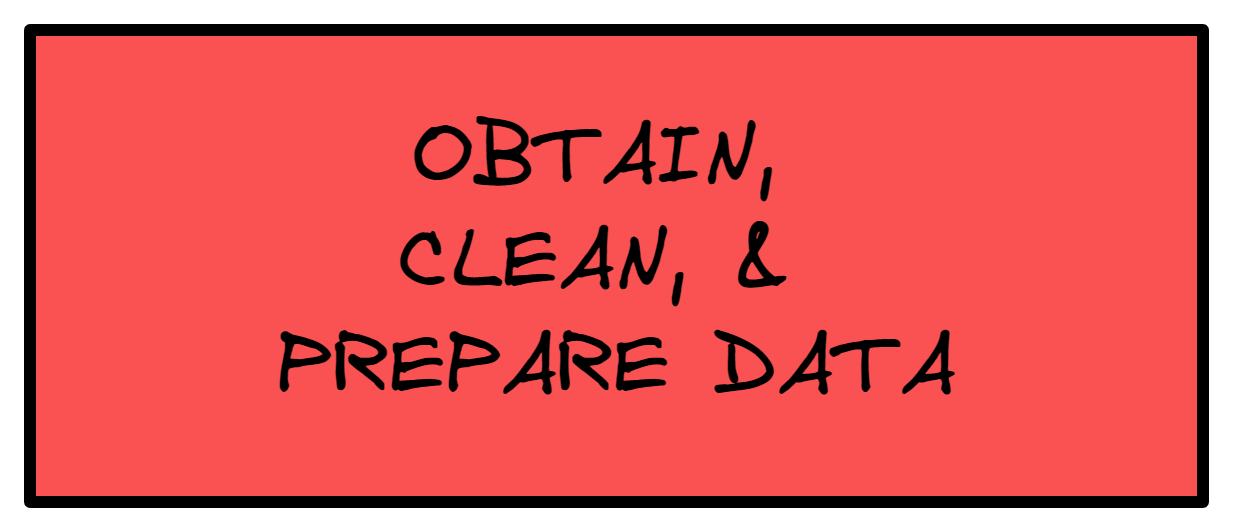 OBTAIN,
CLEAN, &
PREPARE DATA